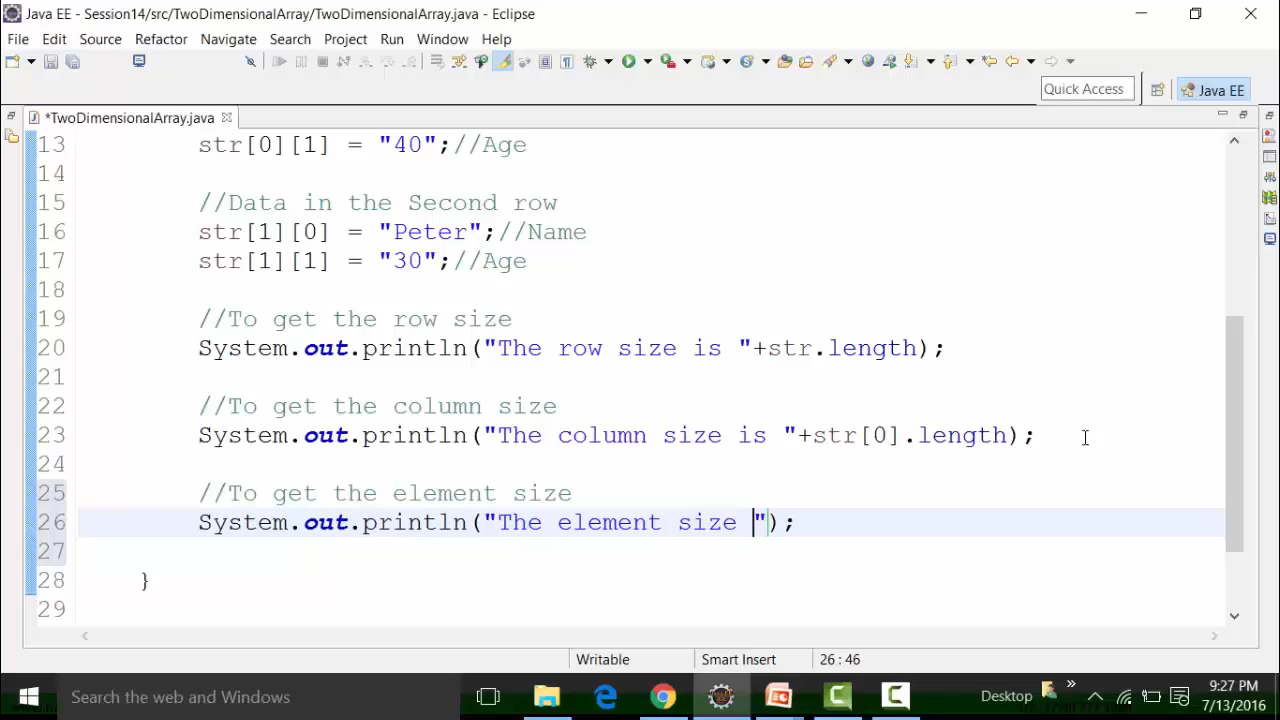 Java EE - Session14/src/TwoDimensionalArray/TwoDimensionalArray.java - Eclipse
File Edit Source Refactor Navigate Search Project Run Window Help
Quick Access
Java EE
*TwoDimensionalArray.java
13 str[0][1] = "40";//Age
14
15 //Data in the Second row
16 str[1][0] = "Peter";//Name
17 str[1][1] = "30";//Age
18
19 //To get the row size
20 System.out.println("The row size is "+str.length);
21
22 //To get the column size
23 System.out.println("The column size is "+str[0].length);
24
25 //To get the element size
26 System.out.println("The element size ");
27
28 }
29
Writable Smart Insert 26 : 46
Search the web and Windows
Desktop
9:27 PM
7/13/2016